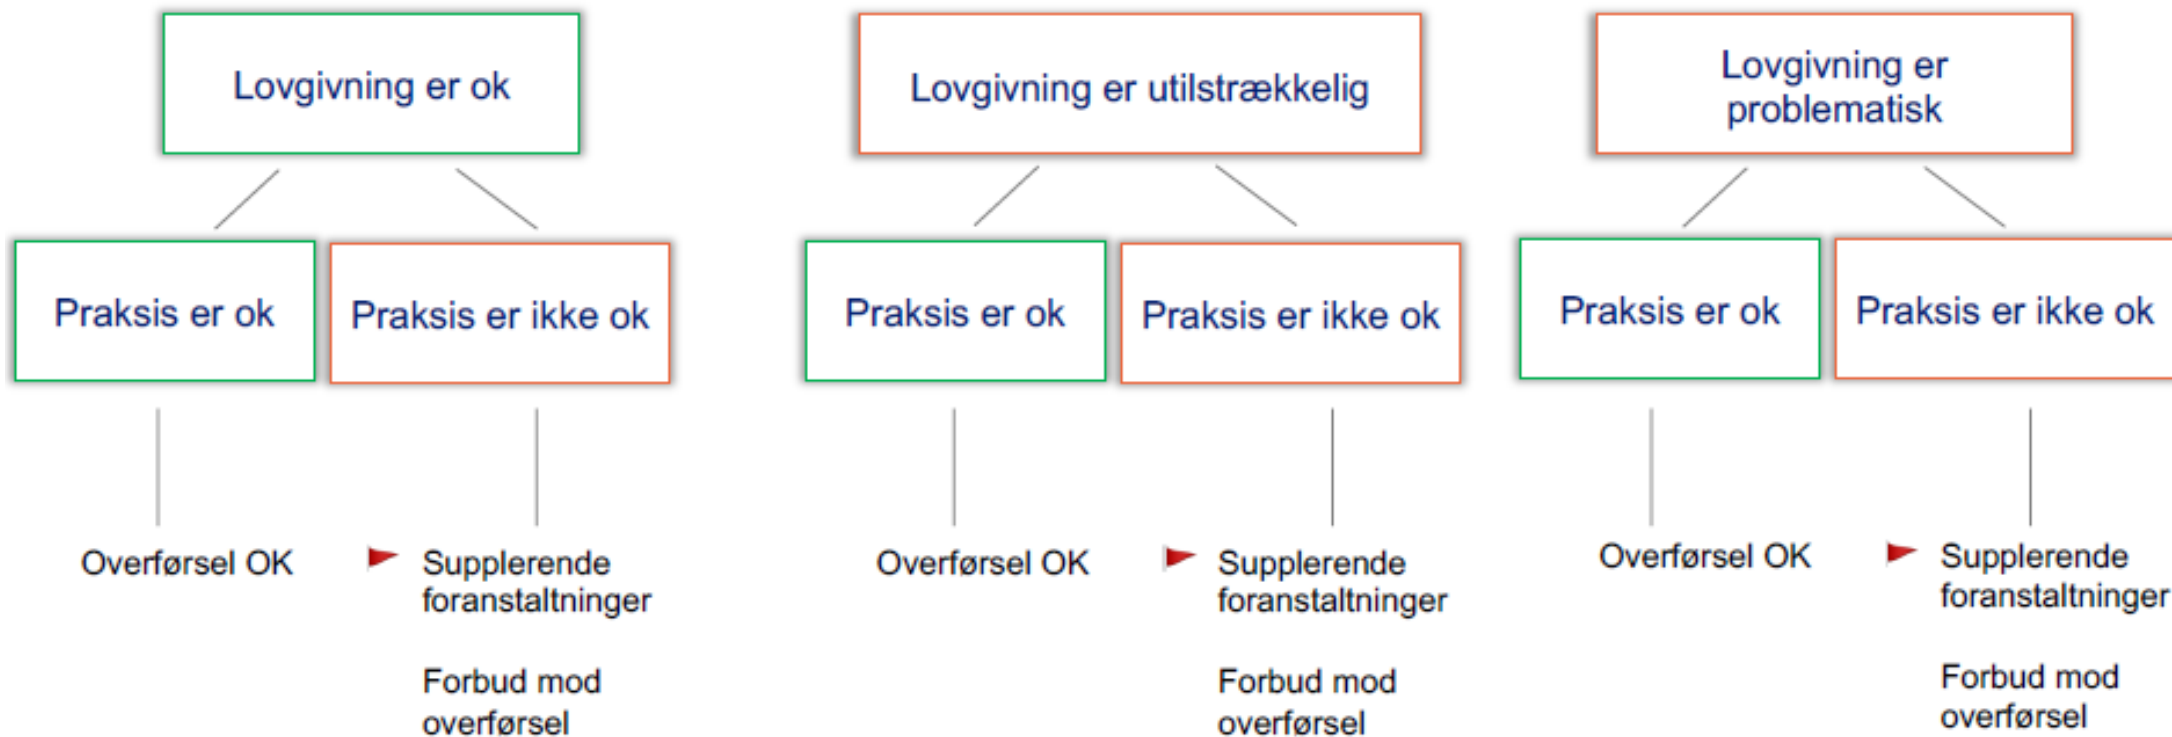 Lovgivning er ok
Praksis er ok
Praksis er ikke ok
Overførsel OK
Supplerende
foranstaltninger
Forbud mod
overførsel
Lovgivning er utilstrækkelig
Praksis er ok
Praksis er ikke ok
Overførsel OK
Supplerende
foranstaltninger
Forbud mod
overførsel
Lovgivning er
problematisk
Praksis er ok
Praksis er ikke ok
Overførsel OK
Supplerende
foranstaltninger
Forbud mod
overførsel